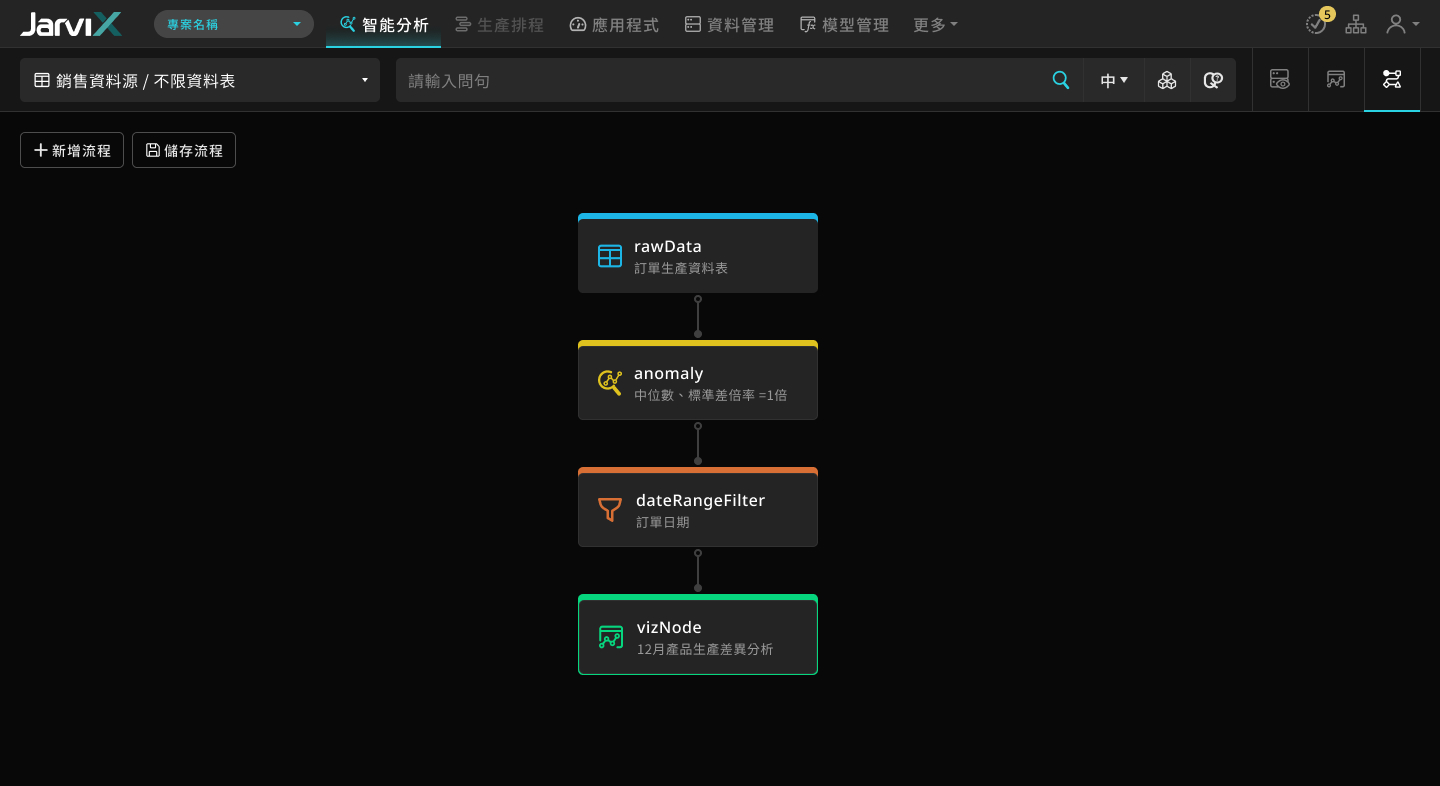 JarviX
專案名稱
智能分析
生產排程
應用程式
資料管理
模型管理
更多
5
銷售資料源 / 不限資料表
請輸入問句
中
新增流程
儲存流程
rawData
訂單生產資料表
anomaly
中位數、標準差倍率 =1倍
dateRangeFilter
訂單日期
vizNode
12月產品生產差異分析